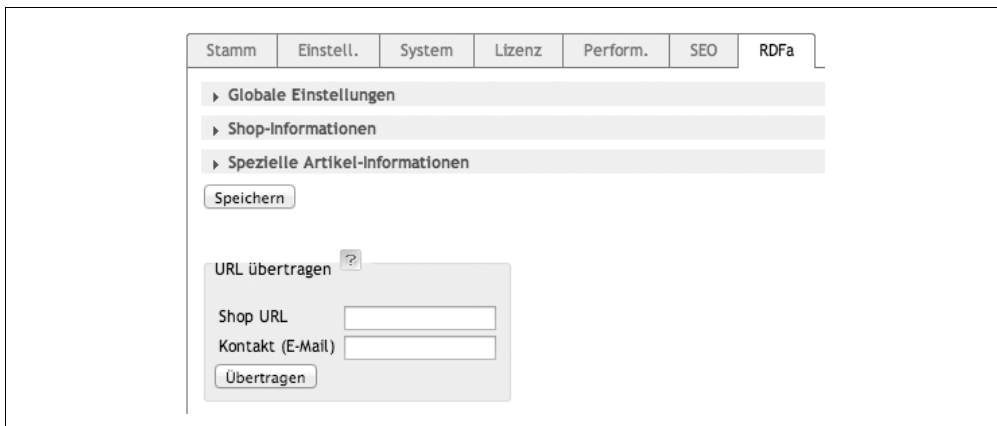 Stamm Einstell. System Lizenz Perform. SEO RDFa
Globale Einstellungen
Shop-Informationen
Spezielle Artikel-Informationen
Speichern
URL übertragen ?
Shop URL
Kontakt (E-Mail)
Übertragen